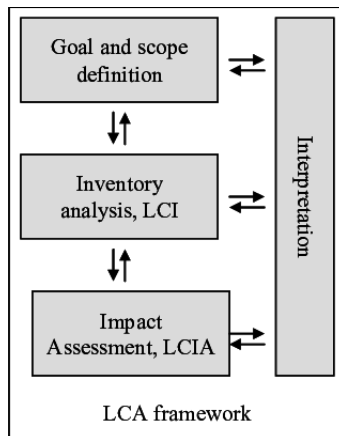 Goal and scope
definition
Inventory
analysis, LCI
Impact
Assessment, LCIA
Interpretation
LCA framework